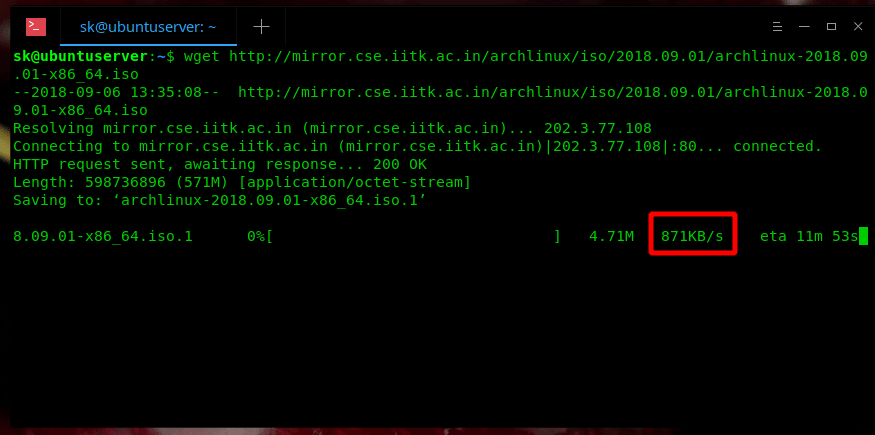 sk@ubuntuserver: ~
sk@ubuntuserver:~$ wget http://mirror.cse.iitk.ac.in/archlinux/iso/2018.09.01/archlinux-2018.09
.01-x86_64.iso
--2018-09-06 13:35:08--  http://mirror.cse.iitk.ac.in/archlinux/iso/2018.09.01/archlinux-2018.0
9.01-x86_64.iso
Resolving mirror.cse.iitk.ac.in (mirror.cse.iitk.ac.in)... 202.3.77.108
Connecting to mirror.cse.iitk.ac.in (mirror.cse.iitk.ac.in)|202.3.77.108|:80... connected.
HTTP request sent, awaiting response... 200 OK
Length: 598736896 (571M) [application/octet-stream]
Saving to: ‘archlinux-2018.09.01-x86_64.iso.1’
8.09.01-x86_64.iso.1      0%[                               ]   4.71M   871KB/s    eta 11m 53s